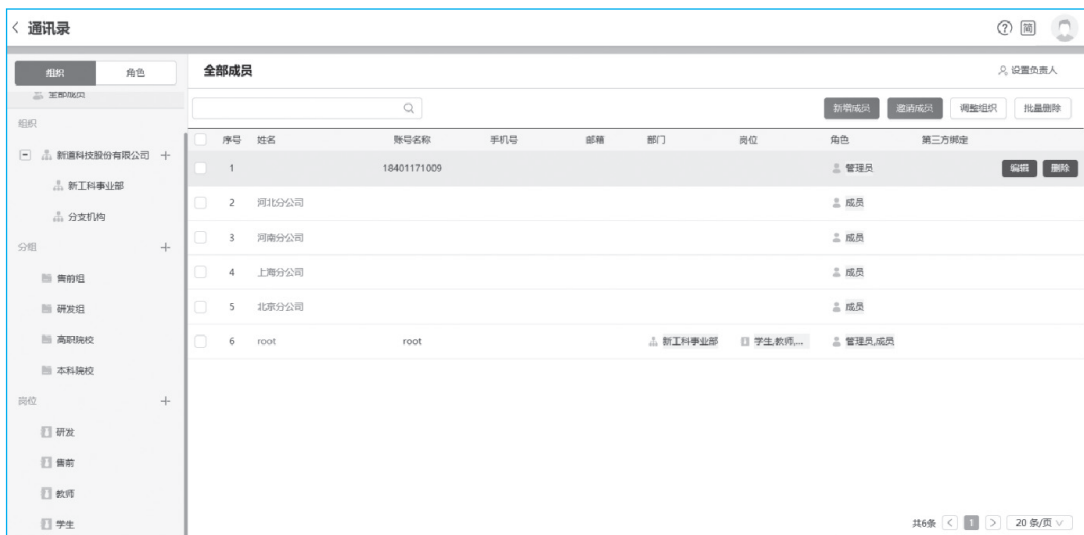 < 通讯录
? 简
组织 角色
全部成员
设置负责人
全部成员
新增成员 邀请成员 调整组织 批量删除
组织
新道科技股份有限公司 +
新工科事业部
分支机构
分组 +
售前组
研发组
高职院校
本科院校
岗位 +
研发
售前
教师
学生
序号 姓名 账号名称 手机号 邮箱 部门 岗位 角色 第三方绑定
1 18401171009 管理员 编辑 删除
2 河北分公司 成员
3 河南分公司 成员
4 上海分公司 成员
5 北京分公司 成员
6 root root 新工科事业部 学生,教师,... 管理员,成员
共6条 < 1 > 20 条/页